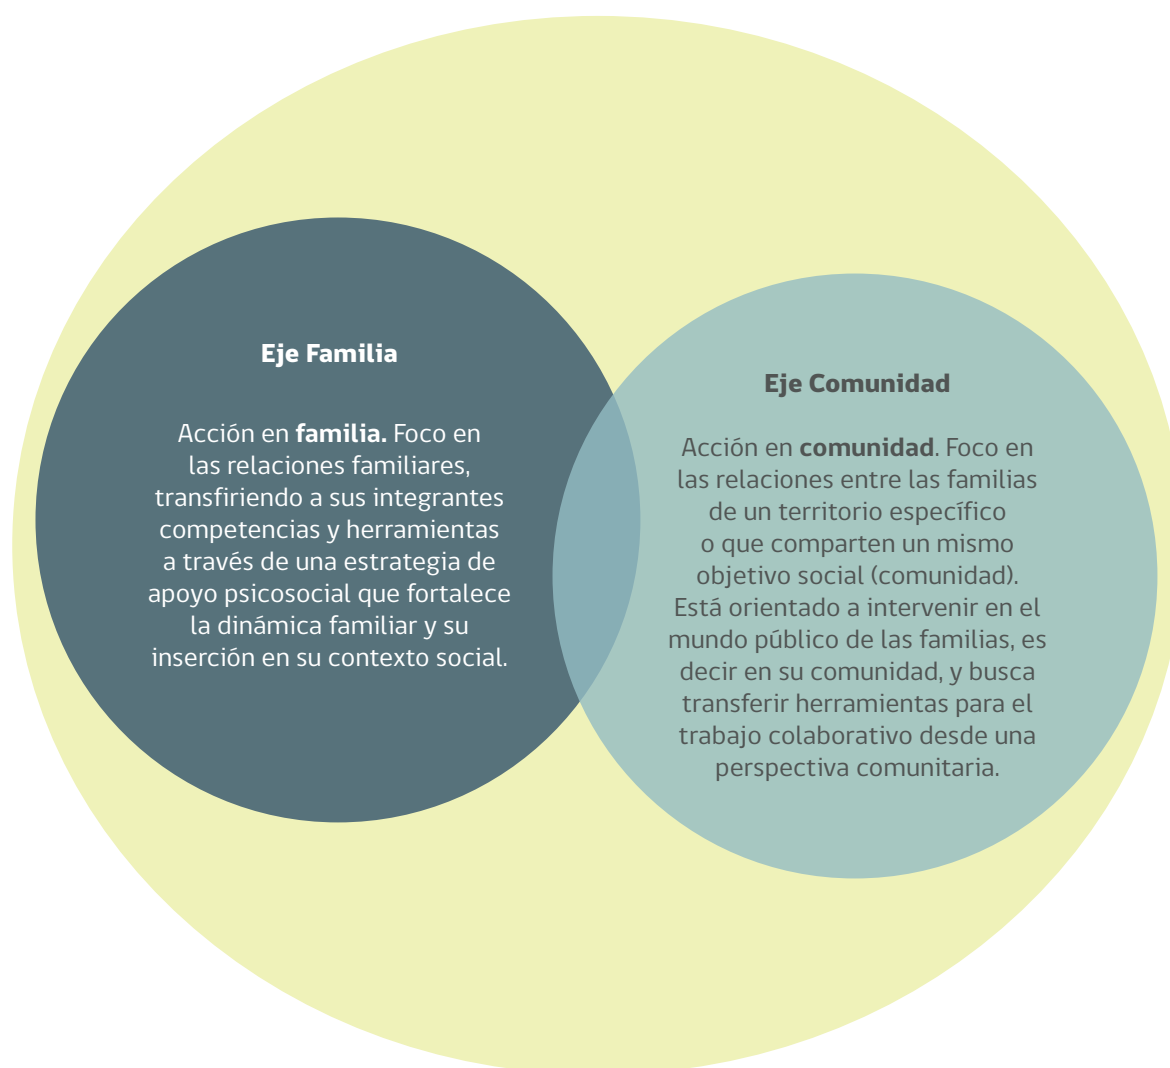 Eje Familia
Acción en familia. Foco en
las relaciones familiares,
transfiriendo a sus integrantes
competencias y herramientas
a través de una estrategia de
apoyo psicosocial que fortalece
la dinámica familiar y su
inserción en su contexto social.
Eje Comunidad
Acción en comunidad. Foco en
las relaciones entre las familias
de un territorio específico
o que comparten un mismo
objetivo social (comunidad).
Está orientado a intervenir en el
mundo público de las familias, es
decir en su comunidad, y busca
transferir herramientas para el
trabajo colaborativo desde una
perspectiva comunitaria.